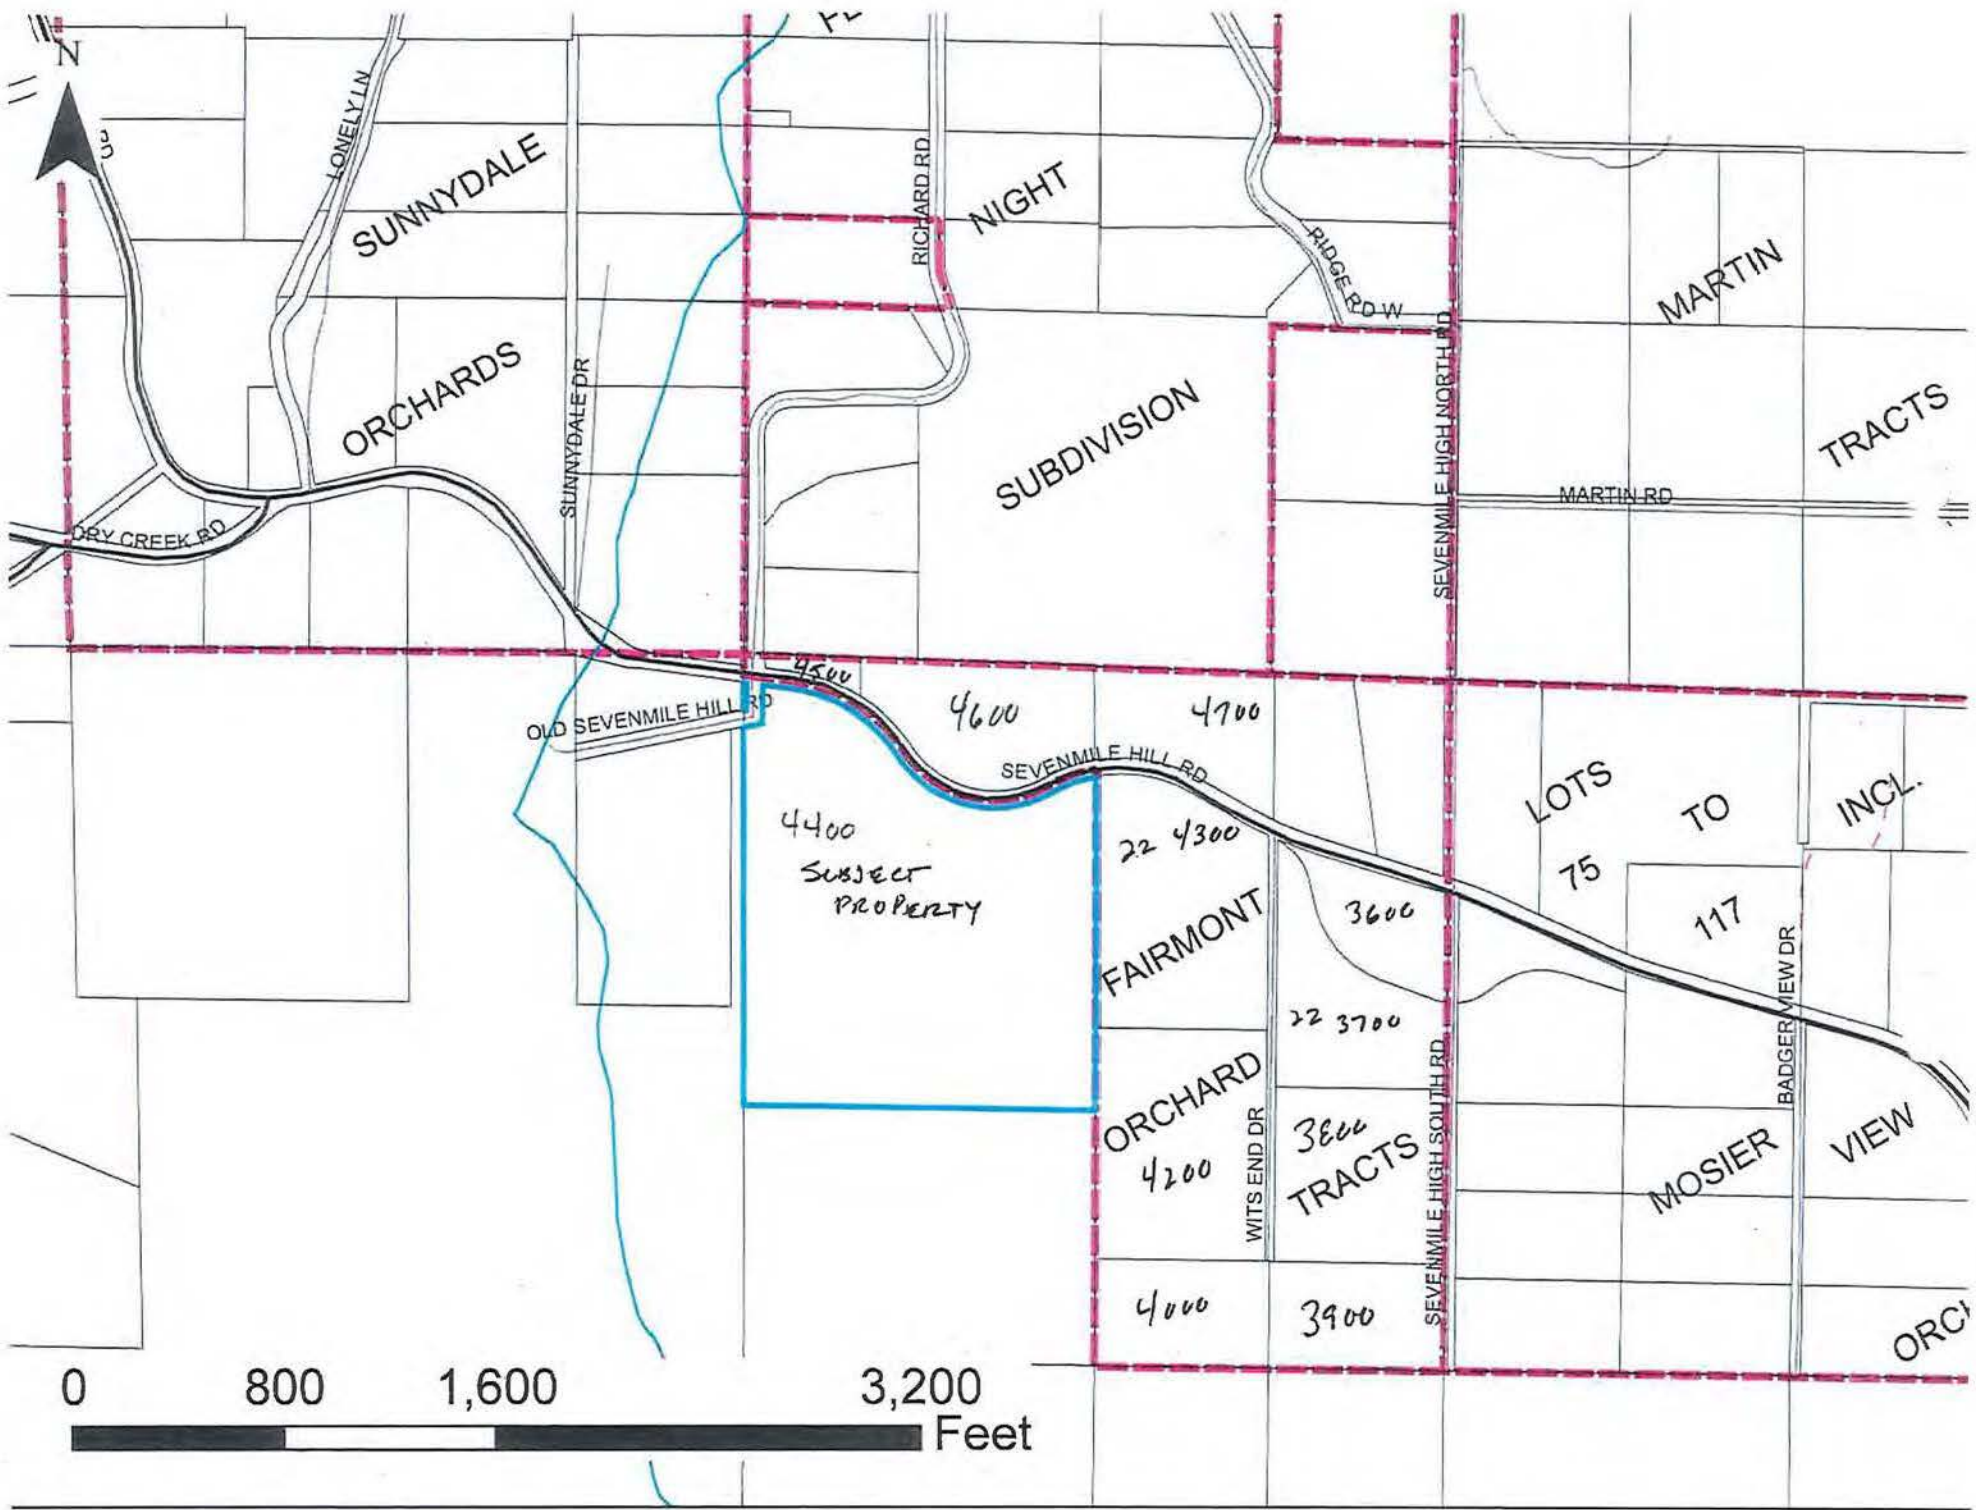 N
LONELY LN
SUNNYDALE
RICHARD RD
NIGHT
RIDGE RD W
MARTIN
ORCHARDS
SUNNYDALE DR
SUBDIVISION
SEVENMILE HIGH NORTH RD
TRACTS
MARTIN RD
DRY CREEK RD
4500
OLD SEVENMILE HILL RD
4600
4700
SEVENMILE HILL RD
LOTS
TO
INCL.
4400
SUBJECT
PROPERTY
22 4300
75
117
3600
FAIRMONT
BADGER VIEW DR
22 3700
ORCHARD
SEVENMILE HIGH SOUTH RD
WITS END DR
3800
TRACTS
4200
MOSIER
VIEW
4000
3900
ORCH
0 800 1,600 3,200
Feet